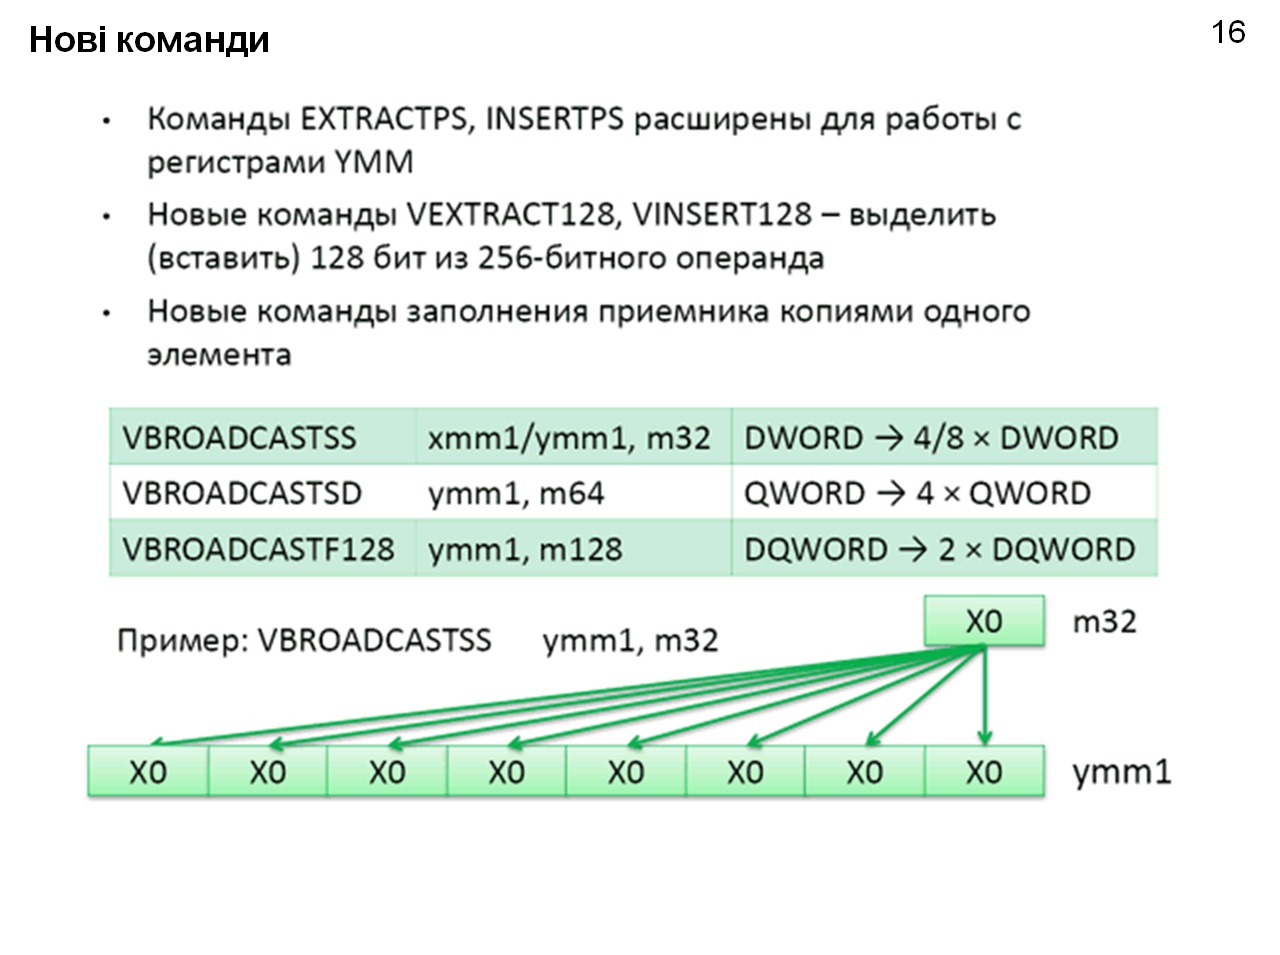 Нові команди
16
• Команды EXTRACTPS, INSERTPS расширены для работы с
регистрами YMM
• Новые команды VEXTRACT128, VINSERT128 – выделить
(вставить) 128 бит из 256-битного операнда
• Новые команды заполнения приемника копиями одного
элемента
VBROADCASTSS xmm1/ymm1, m32 DWORD → 4/8 × DWORD
VBROADCASTSD ymm1, m64 QWORD → 4 × QWORD
VBROADCASTF128 ymm1, m128 DQWORD → 2 × DQWORD
X0 m32
Пример: VBROADCASTSS ymm1, m32
X0 X0 X0 X0 X0 X0 X0 X0 ymm1